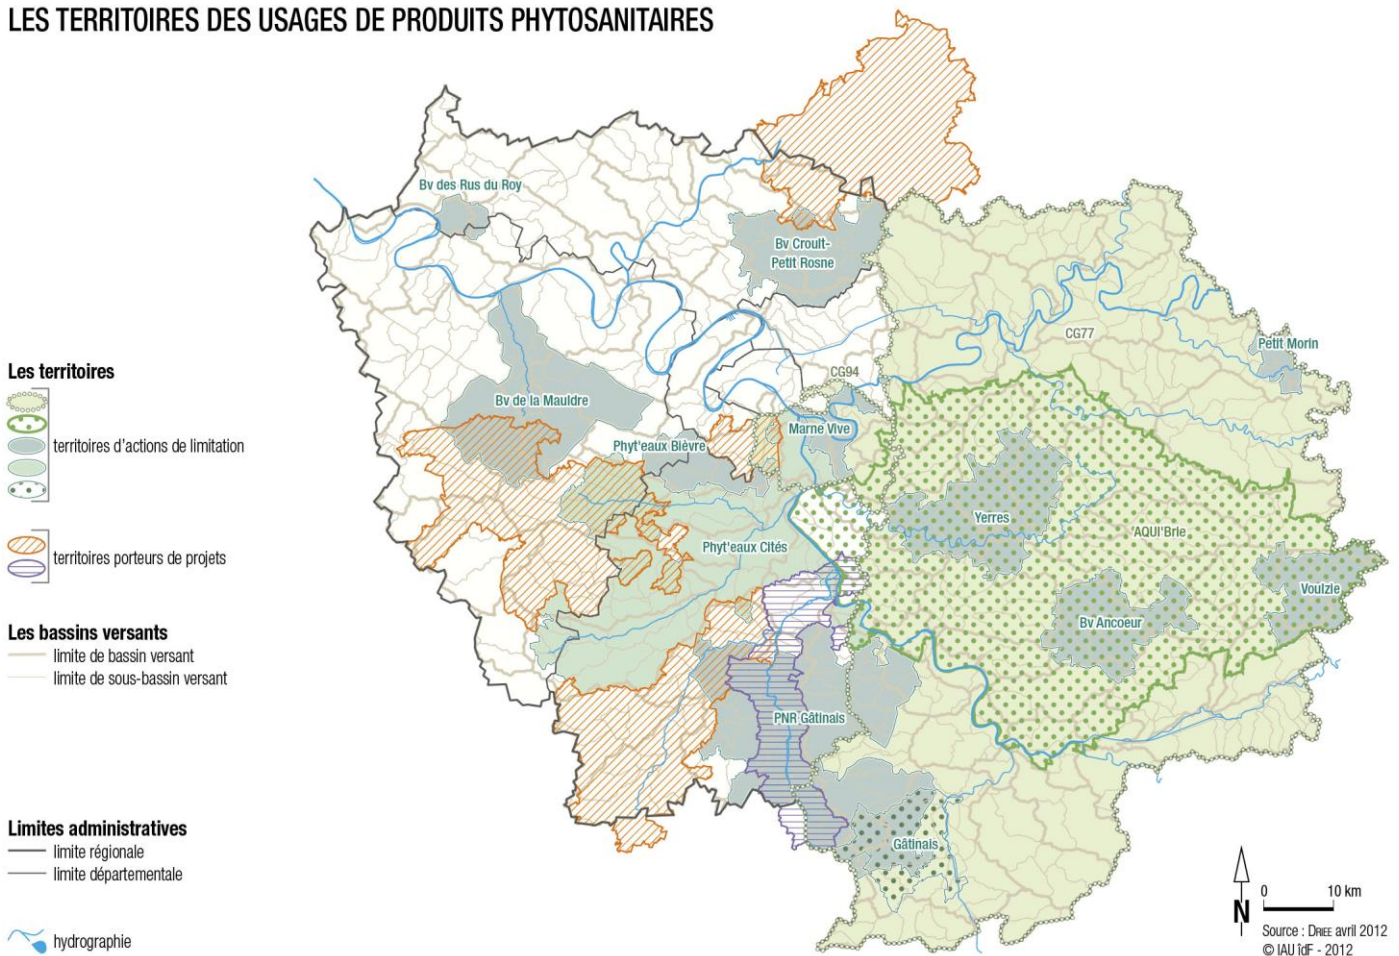 LES TERRITOIRES DES USAGES DE PRODUITS PHYTOSANITAIRES
Bv des Rus du Roy
Bv Croult-
Petit Rosne
CG77
Petit Morin
CG94
Bv de la Mauldre
Marne Vive
Phyt'eaux Bièvre
Yerres
AQUI'Brie
Phyt'eaux Cités
Voulzie
Bv Ancoeur
PNR Gâtinais
Gâtinais
Les territoires
territoires d'actions de limitation
territoires porteurs de projets
Les bassins versants
limite de bassin versant
limite de sous-bassin versant
Limites administratives
limite régionale
limite départementale
hydrographie
N
0 10 km
Source : DRIEE avril 2012
© IAU îdF - 2012